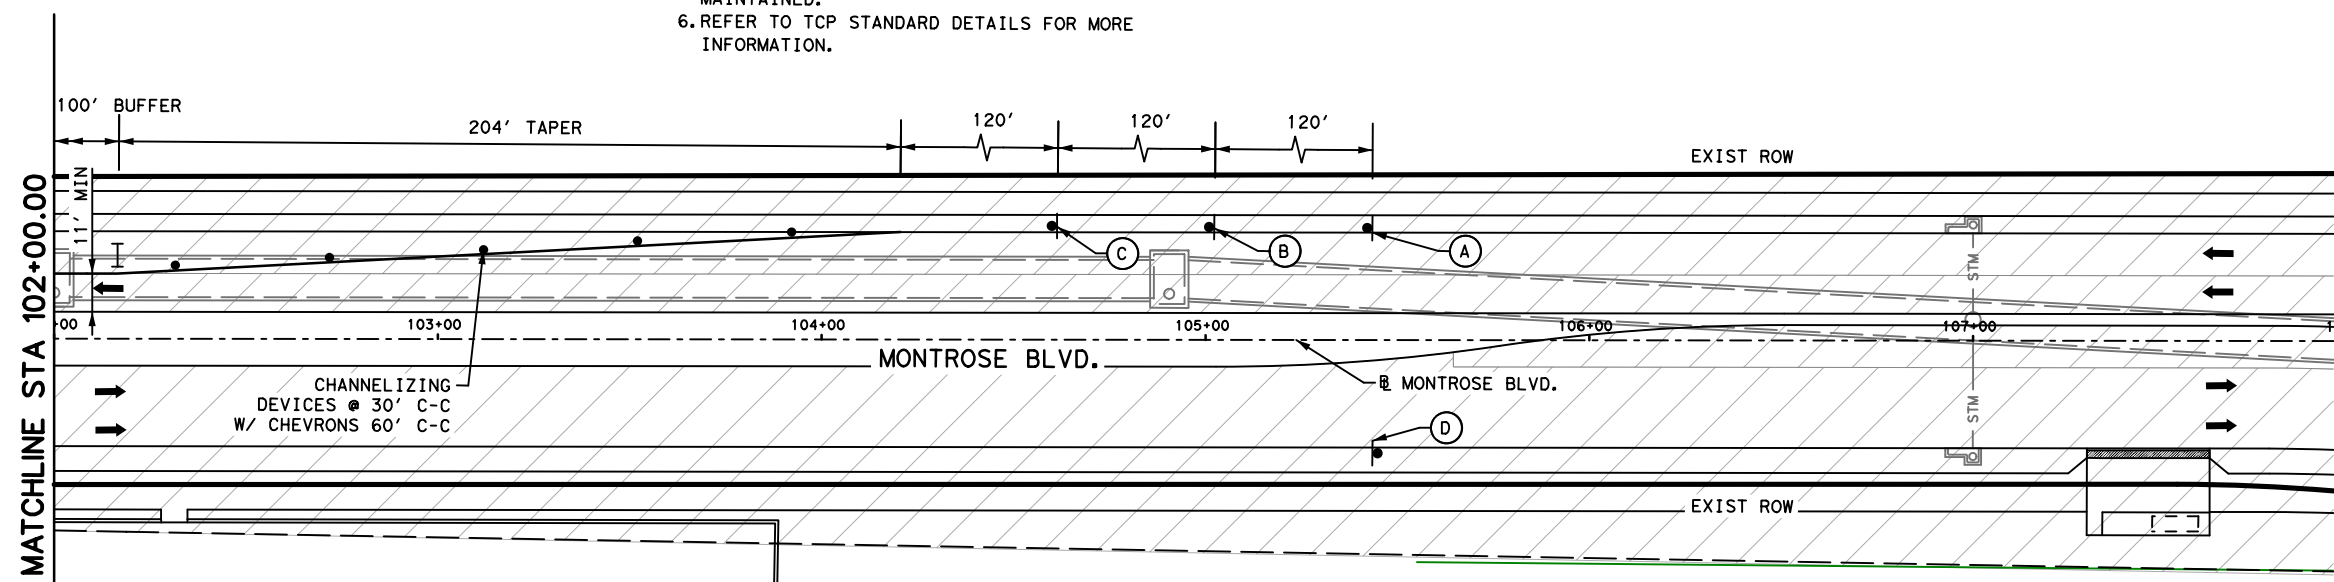 MAINTAINED.
6. REFER TO TCP STANDARD DETAILS FOR MORE
INFORMATION.
100' BUFFER
204' TAPER
120'
120'
120'
EXIST ROW
11' MIN
MATCHLINE STA 102+00.00
C
B
A
STM
+00
103+00
104+00
105+00
106+00
107+00
MONTROSE BLVD.
CHANNELIZING
DEVICES @ 30' C-C
W/ CHEVRONS 60' C-C
BL MONTROSE BLVD.
D
STM
EXIST ROW